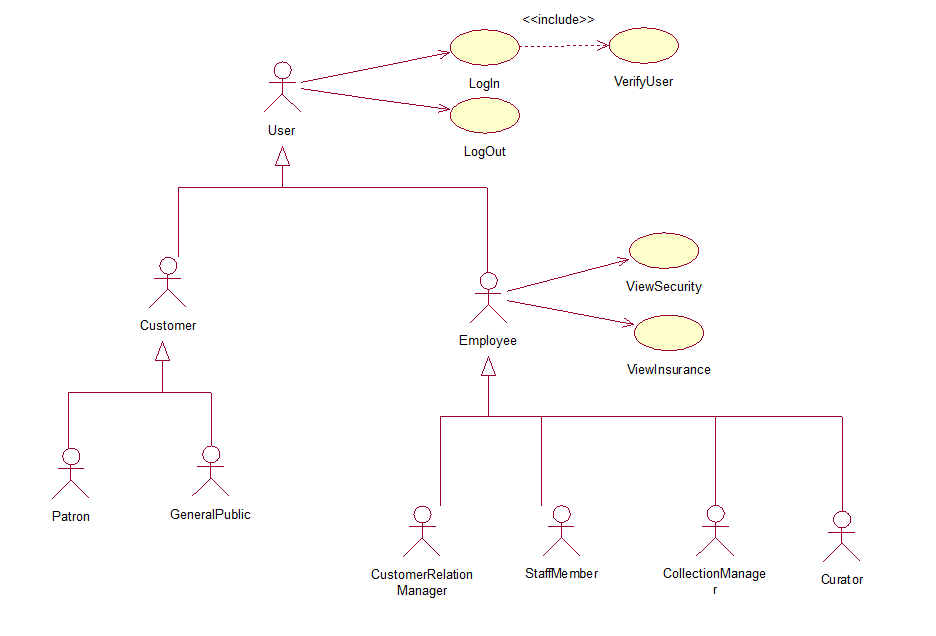 <<include>>
LogIn
VerifyUser
User
LogOut
ViewSecurity
Customer
Employee
ViewInsurance
Patron
GeneralPublic
CustomerRelation
Manager
StaffMember
CollectionManage
r
Curator